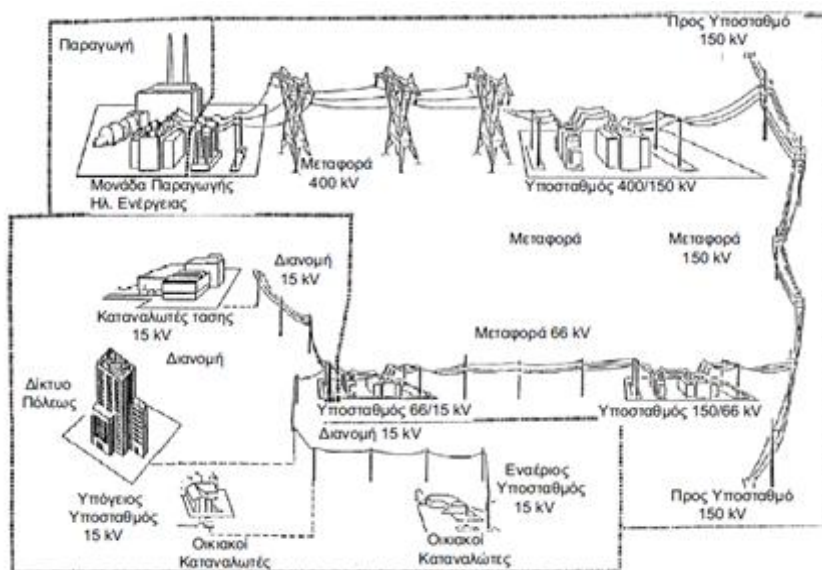 Παραγωγή
Προς Υποσταθμό
150 kV
Μεταφορά
400 kV
Μονάδα Παραγωγής
Ηλ. Ενέργειας
Υποσταθμός 400/150 kV
Διανομή
15 kV
Μεταφορά
Μεταφορά
150 kV
Καταναλωτές τασης
15 kV
Μεταφορά 66 kV
Διανομή
Δίκτυο
Πόλεως
Υποσταθμός 66/15 kV
Υποσταθμός 150/66 kV
Διανομή 15 kV
Εναέριος
Υποσταθμός
15 kV
Υπόγειος
Υποσταθμός
15 kV
Προς Υποσταθμό
150 kV
Οικιακοί
Καταναλωτές
Οικιακοί
Καταναλώτες